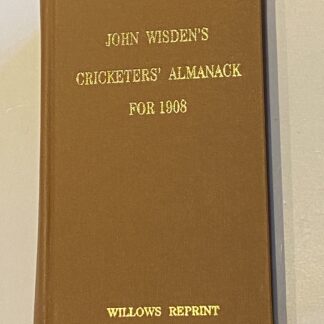 JOHN WISDEN'S
CRICKETERS' ALMANACK
FOR 1908
WILLOWS REPRINT